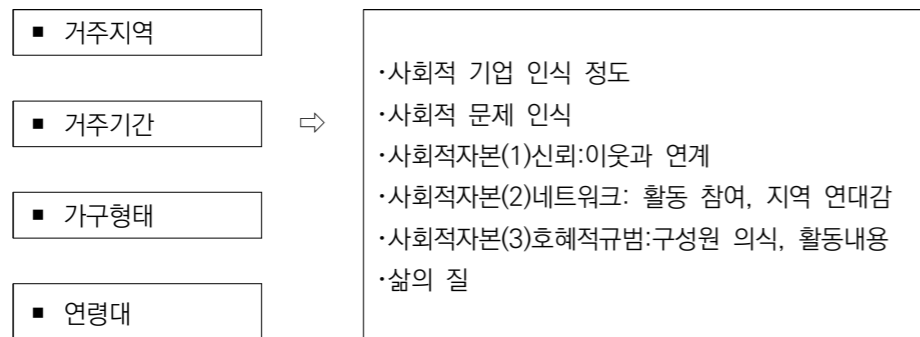 ▪ 거주지역
▪ 거주기간
▪ 가구형태
▪ 연령대
⇨
·사회적 기업 인식 정도
·사회적 문제 인식
·사회적자본(1)신뢰:이웃과 연계
·사회적자본(2)네트워크: 활동 참여, 지역 연대감
·사회적자본(3)호혜적규범:구성원 의식, 활동내용
·삶의 질